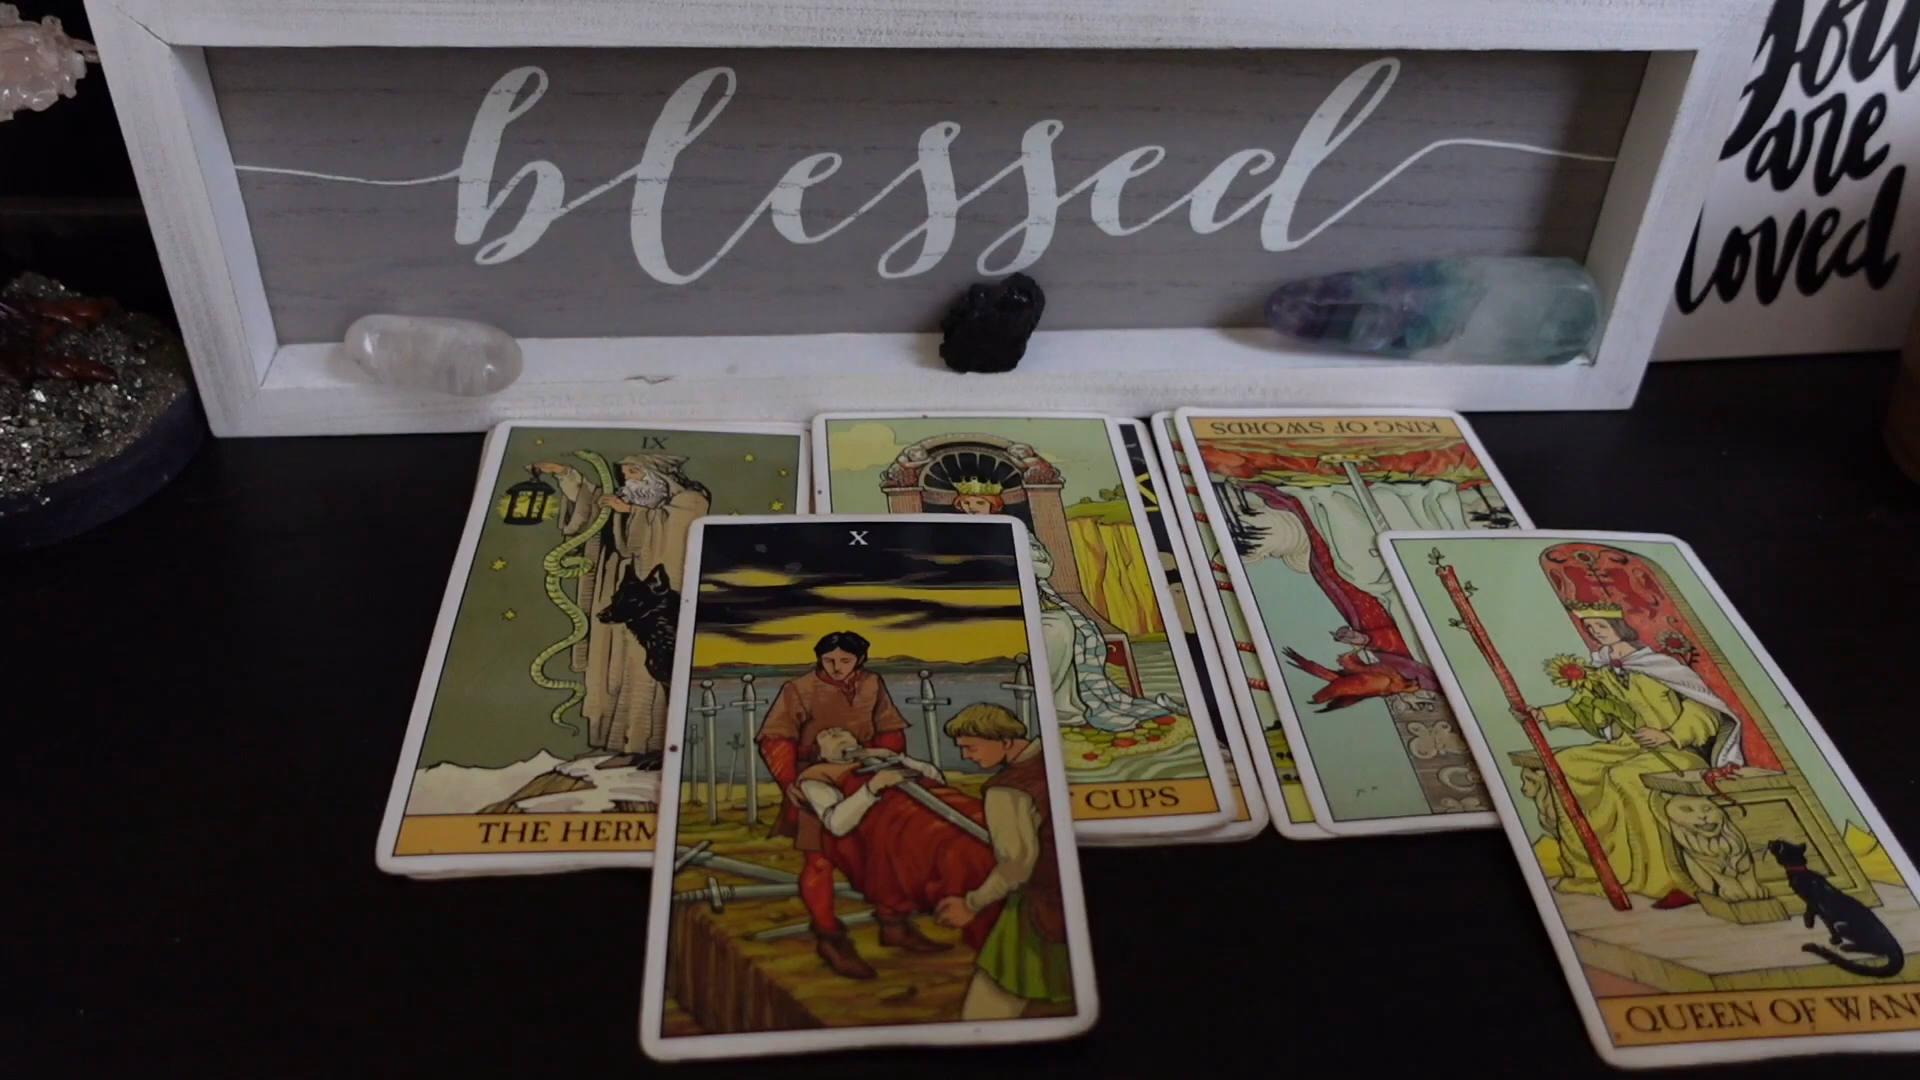 blessed
You
are
loved
IX
KING OF SWORDS
X
CUPS
THE HERM
QUEEN OF WAN